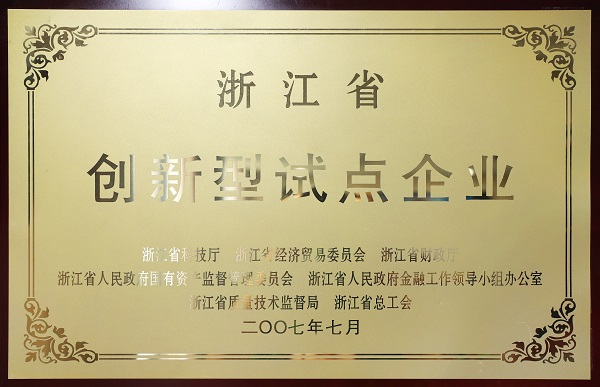 浙江省
创新型试点企业
浙江省科技厅 浙江省经济贸易委员会 浙江省财政厅
浙江省人民政府国有资产监督管理委员会 浙江省人民政府金融工作领导小组办公室
浙江省质量技术监督局 浙江省总工会
二〇〇七年七月